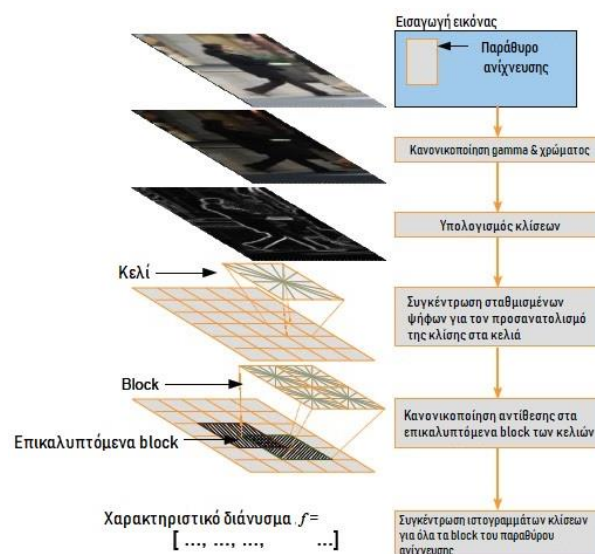 Εισαγωγή εικόνας
Παράθυρο
ανίχνευσης
Κανονικοποίηση gamma & χρώματος
Υπολογισμός κλίσεων
Κελί
Συγκέντρωση σταθμισμένων
ψήφων για τον προσανατολισμό
της κλίσης στα κελιά
Block
Επικαλυπτόμενα block
Κανονικοποίηση αντίθεσης στα
επικαλυπτόμενα block των κελιών
Χαρακτηριστικό διάνυσμα , f =
[ ..., ..., ..., ...]
Συγκέντρωση ιστογραμμάτων κλίσεων
για όλα τα block του παραθύρου
ανίχνευσης